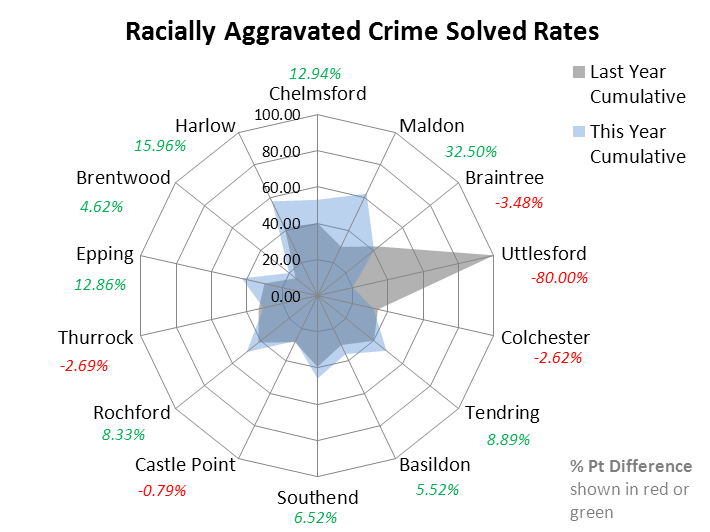 Racially Aggravated Crime Solved Rates
Last Year
Cumulative
This Year
Cumulative
12.94%
Chelmsford
Maldon
32.50%
Braintree
-3.48%
Uttlesford
-80.00%
Colchester
-2.62%
Tendring
8.89%
Basildon
5.52%
Southend
6.52%
Castle Point
-0.79%
Rochford
8.33%
Thurrock
-2.69%
Epping
12.86%
Brentwood
4.62%
Harlow
15.96%
100.00
80.00
60.00
40.00
20.00
0.00
% Pt Difference
shown in red or
green